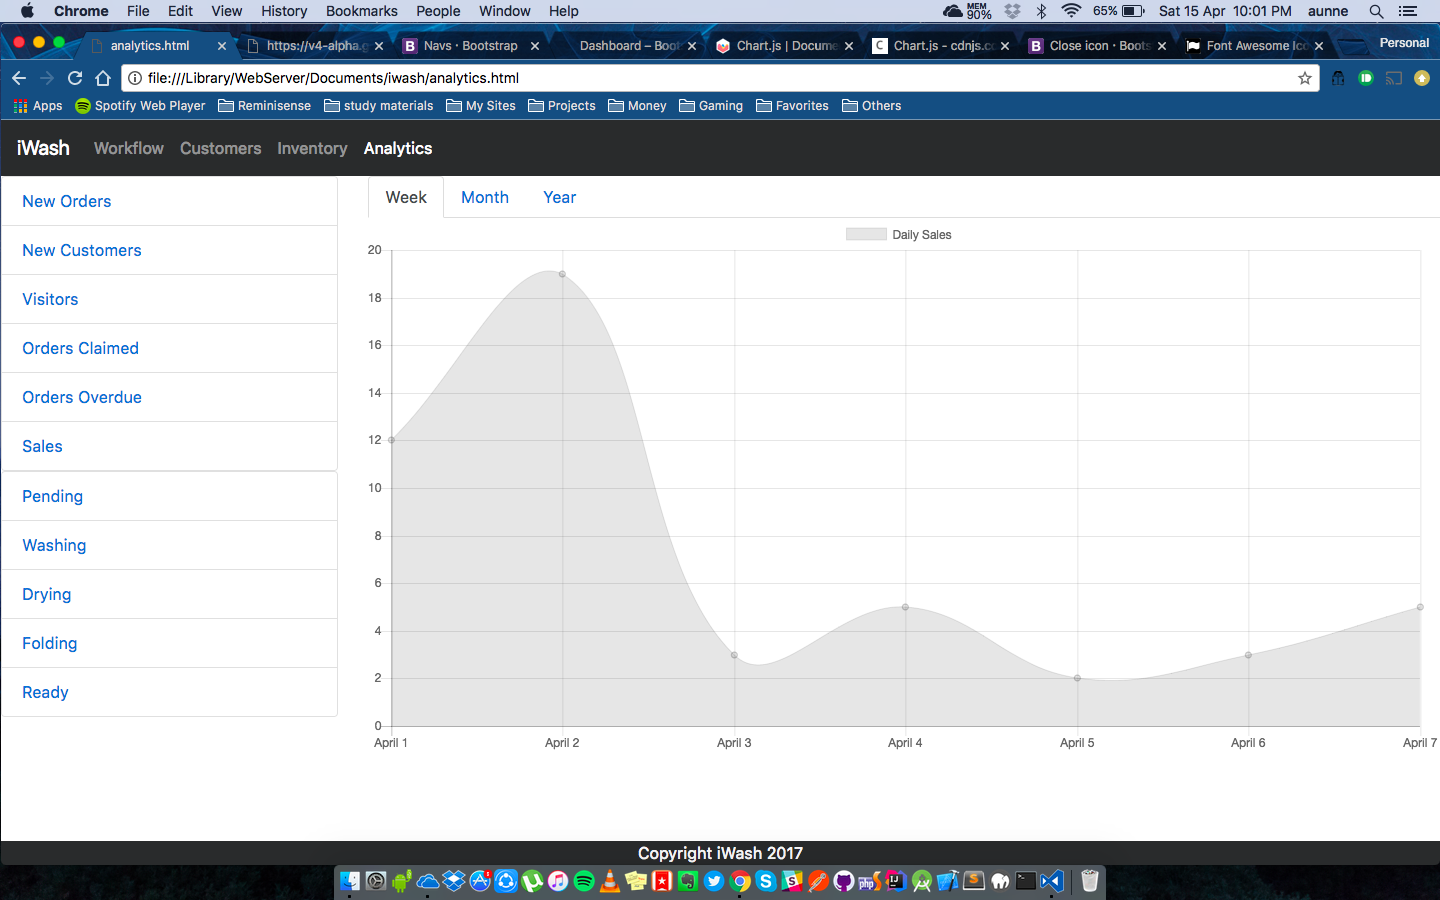 Chrome File Edit View History Bookmarks People Window Help MEM 90% 65% Sat 15 Apr 10:01 PM aunne
analytics.html https://v4-alpha.g Navs · Bootstrap Dashboard – Boot Chart.js | Docume Chart.js - cdnjs.co Close icon · Boots Font Awesome Ico Personal
file:///Library/WebServer/Documents/iwash/analytics.html
Apps Spotify Web Player Reminisense study materials My Sites Projects Money Gaming Favorites Others
iWash Workflow Customers Inventory Analytics
New Orders
New Customers
Visitors
Orders Claimed
Orders Overdue
Sales
Pending
Washing
Drying
Folding
Ready
Week Month Year
Daily Sales
20
18
16
14
12
10
8
6
4
2
0
April 1 April 2 April 3 April 4 April 5 April 6 April 7
Copyright iWash 2017